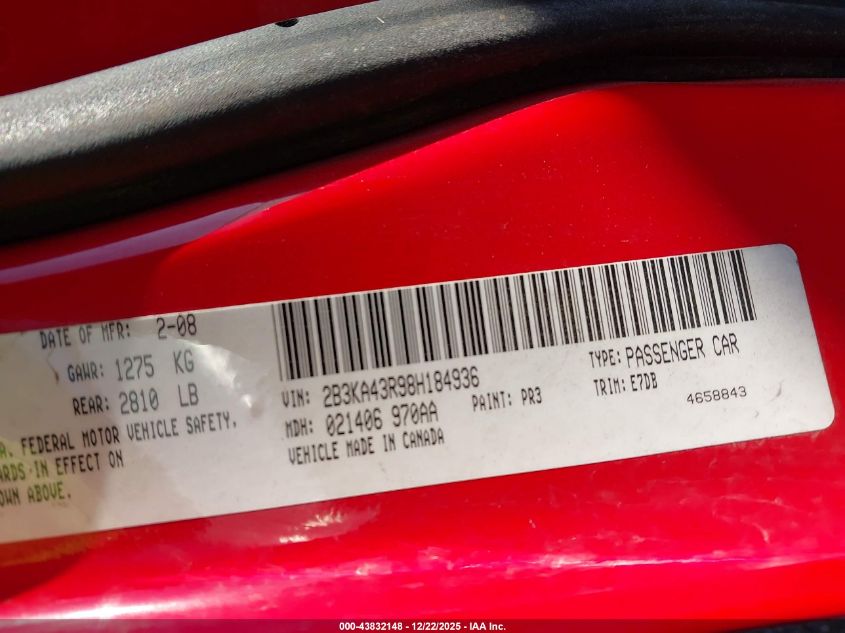 DATE OF MFR: 2-08
GAWR: 1275 KG
REAR: 2810 LB
FEDERAL MOTOR VEHICLE SAFETY.
IN EFFECT ON
ABOVE.
VIN: 2B3KA43R98H184936
MDH: 021406 970AA
VEHICLE MADE IN CANADA
PAINT: PR3
TYPE: PASSENGER CAR
TRIM: E7DB
4658843
000-43832148 - 12/22/2025 - IAA Inc.